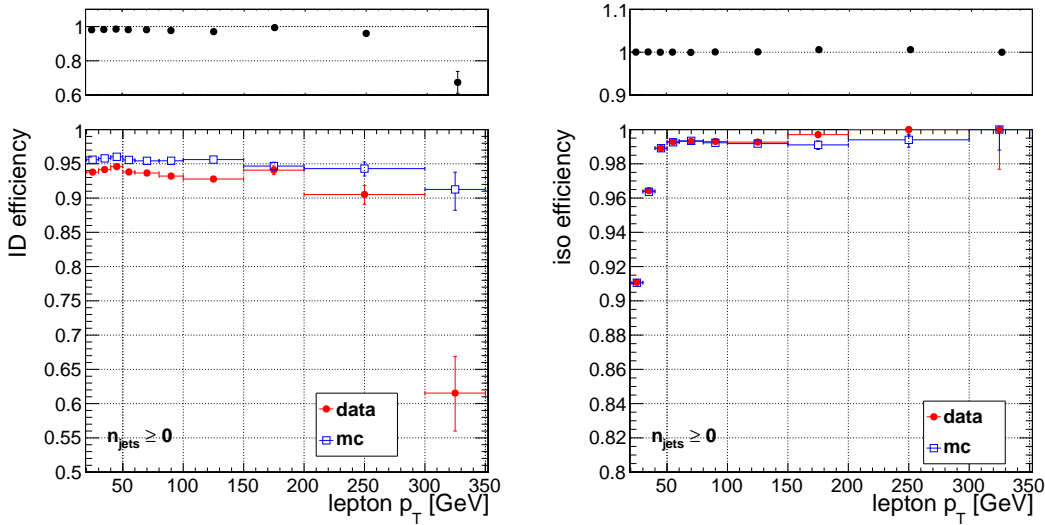 1
0.8
0.6
1
0.95
0.9
0.85
0.8
0.75
0.7
0.65
0.6
0.55
0.5
ID efficiency
n_jets ≥ 0
data
mc
50 100 150 200 250 300 350
lepton p_T [GeV]
1.1
1
0.9
1
0.98
0.96
0.94
0.92
0.9
0.88
0.86
0.84
0.82
0.8
iso efficiency
n_jets ≥ 0
data
mc
50 100 150 200 250 300 350
lepton p_T [GeV]